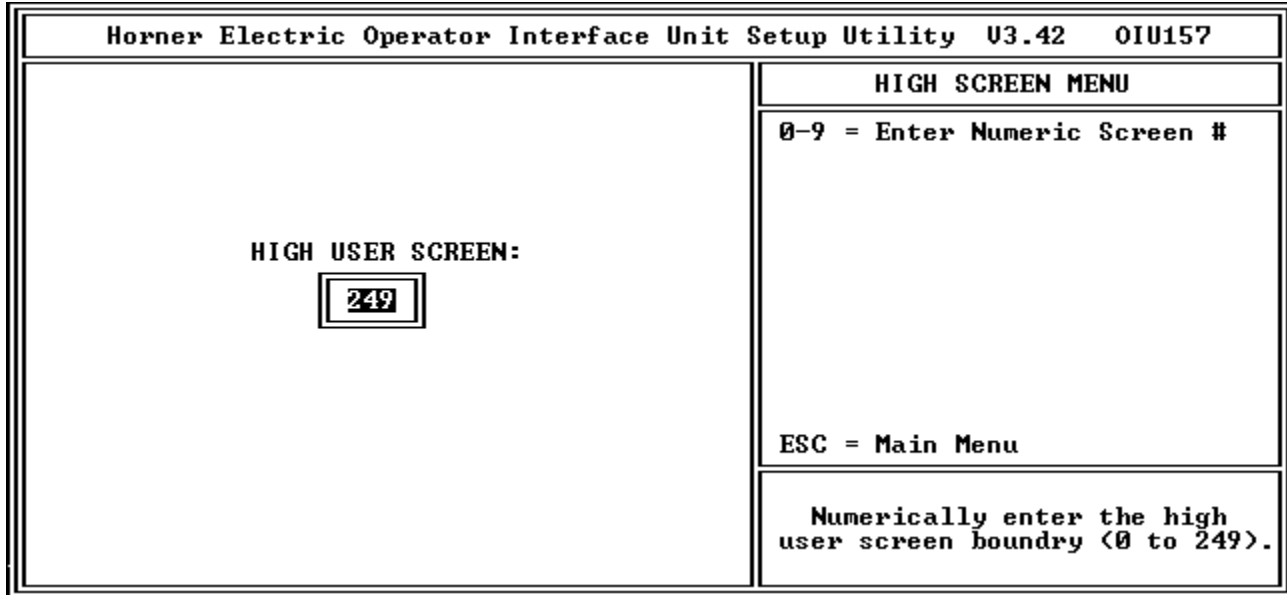 Horner Electric Operator Interface Unit Setup Utility V3.42 OIU157
HIGH USER SCREEN:
249
HIGH SCREEN MENU
0-9 = Enter Numeric Screen #
ESC = Main Menu
Numerically enter the high
user screen boundry (0 to 249).